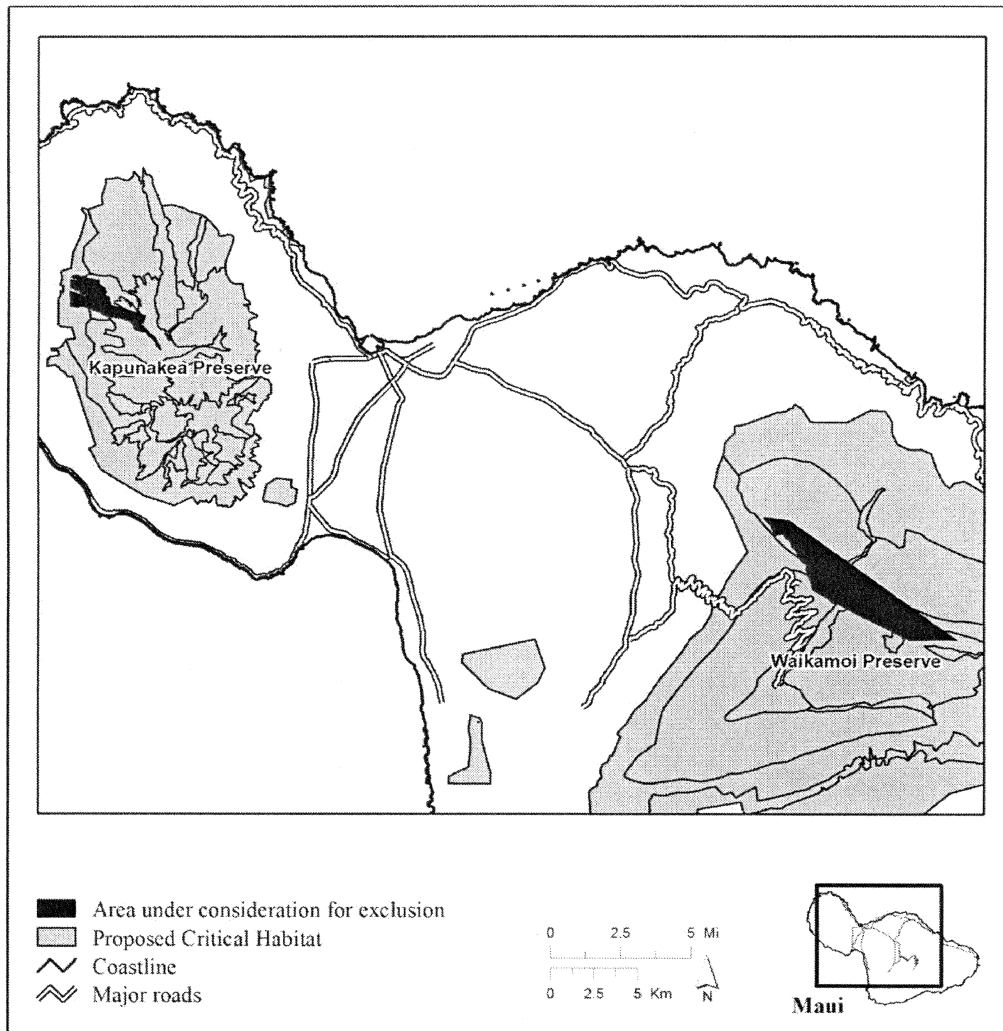 Kapunakea Preserve
Waikamoi Preserve
Area under consideration for exclusion
Proposed Critical Habitat
Coastline
Major roads
0 2.5 5 Mi
0 2.5 5 Km
N
Maui